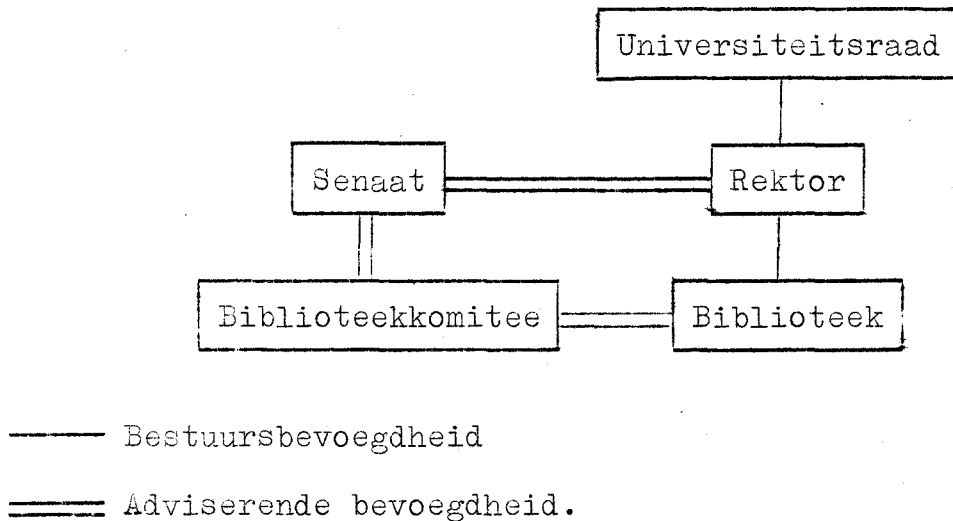 Universiteitsraad
Senaat
Rektor
Biblioteekkomitee
Biblioteek
Bestuursbevoegdheid
Adviserende bevoegdheid.